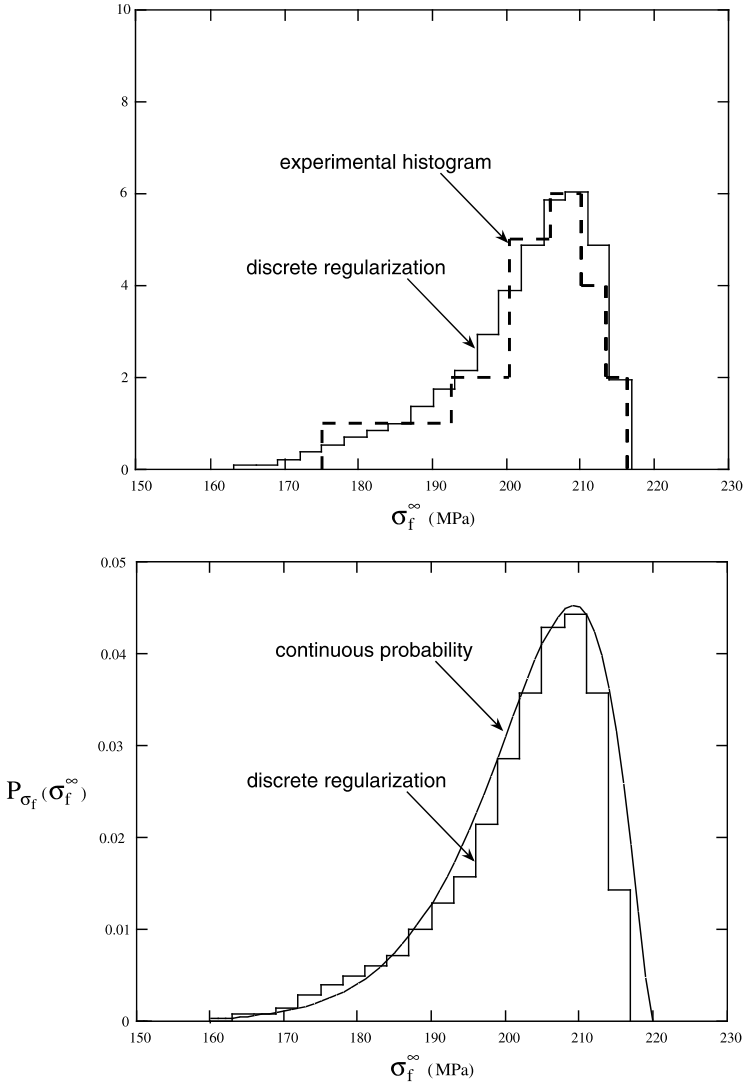 10
8
6
4
2
0
experimental histogram
discrete regularization
150 160 170 180 190 200 210 220 230
σf∞ (MPa)
0.05
0.04
0.03
0.02
0.01
0
continuous probability
discrete regularization
Pσf (σf∞)
150 160 170 180 190 200 210 220 230
σf∞ (MPa)